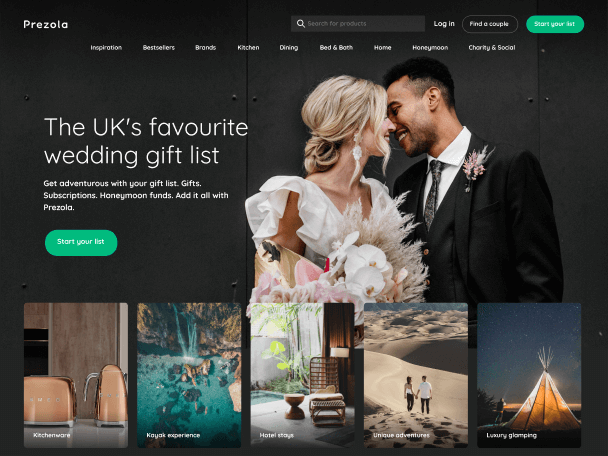 Prezola
Search for products
Log in
Find a couple
Start your list
Inspiration
Bestsellers
Brands
Kitchen
Dining
Bed & Bath
Home
Honeymoon
Charity & Social
The UK's favourite
wedding gift list
Get adventurous with your gift list. Gifts.
Subscriptions. Honeymoon funds. Add it all with
Prezola.
Start your list
Kitchenware
Kayak experience
Hotel stays
Unique adventures
Luxury glamping